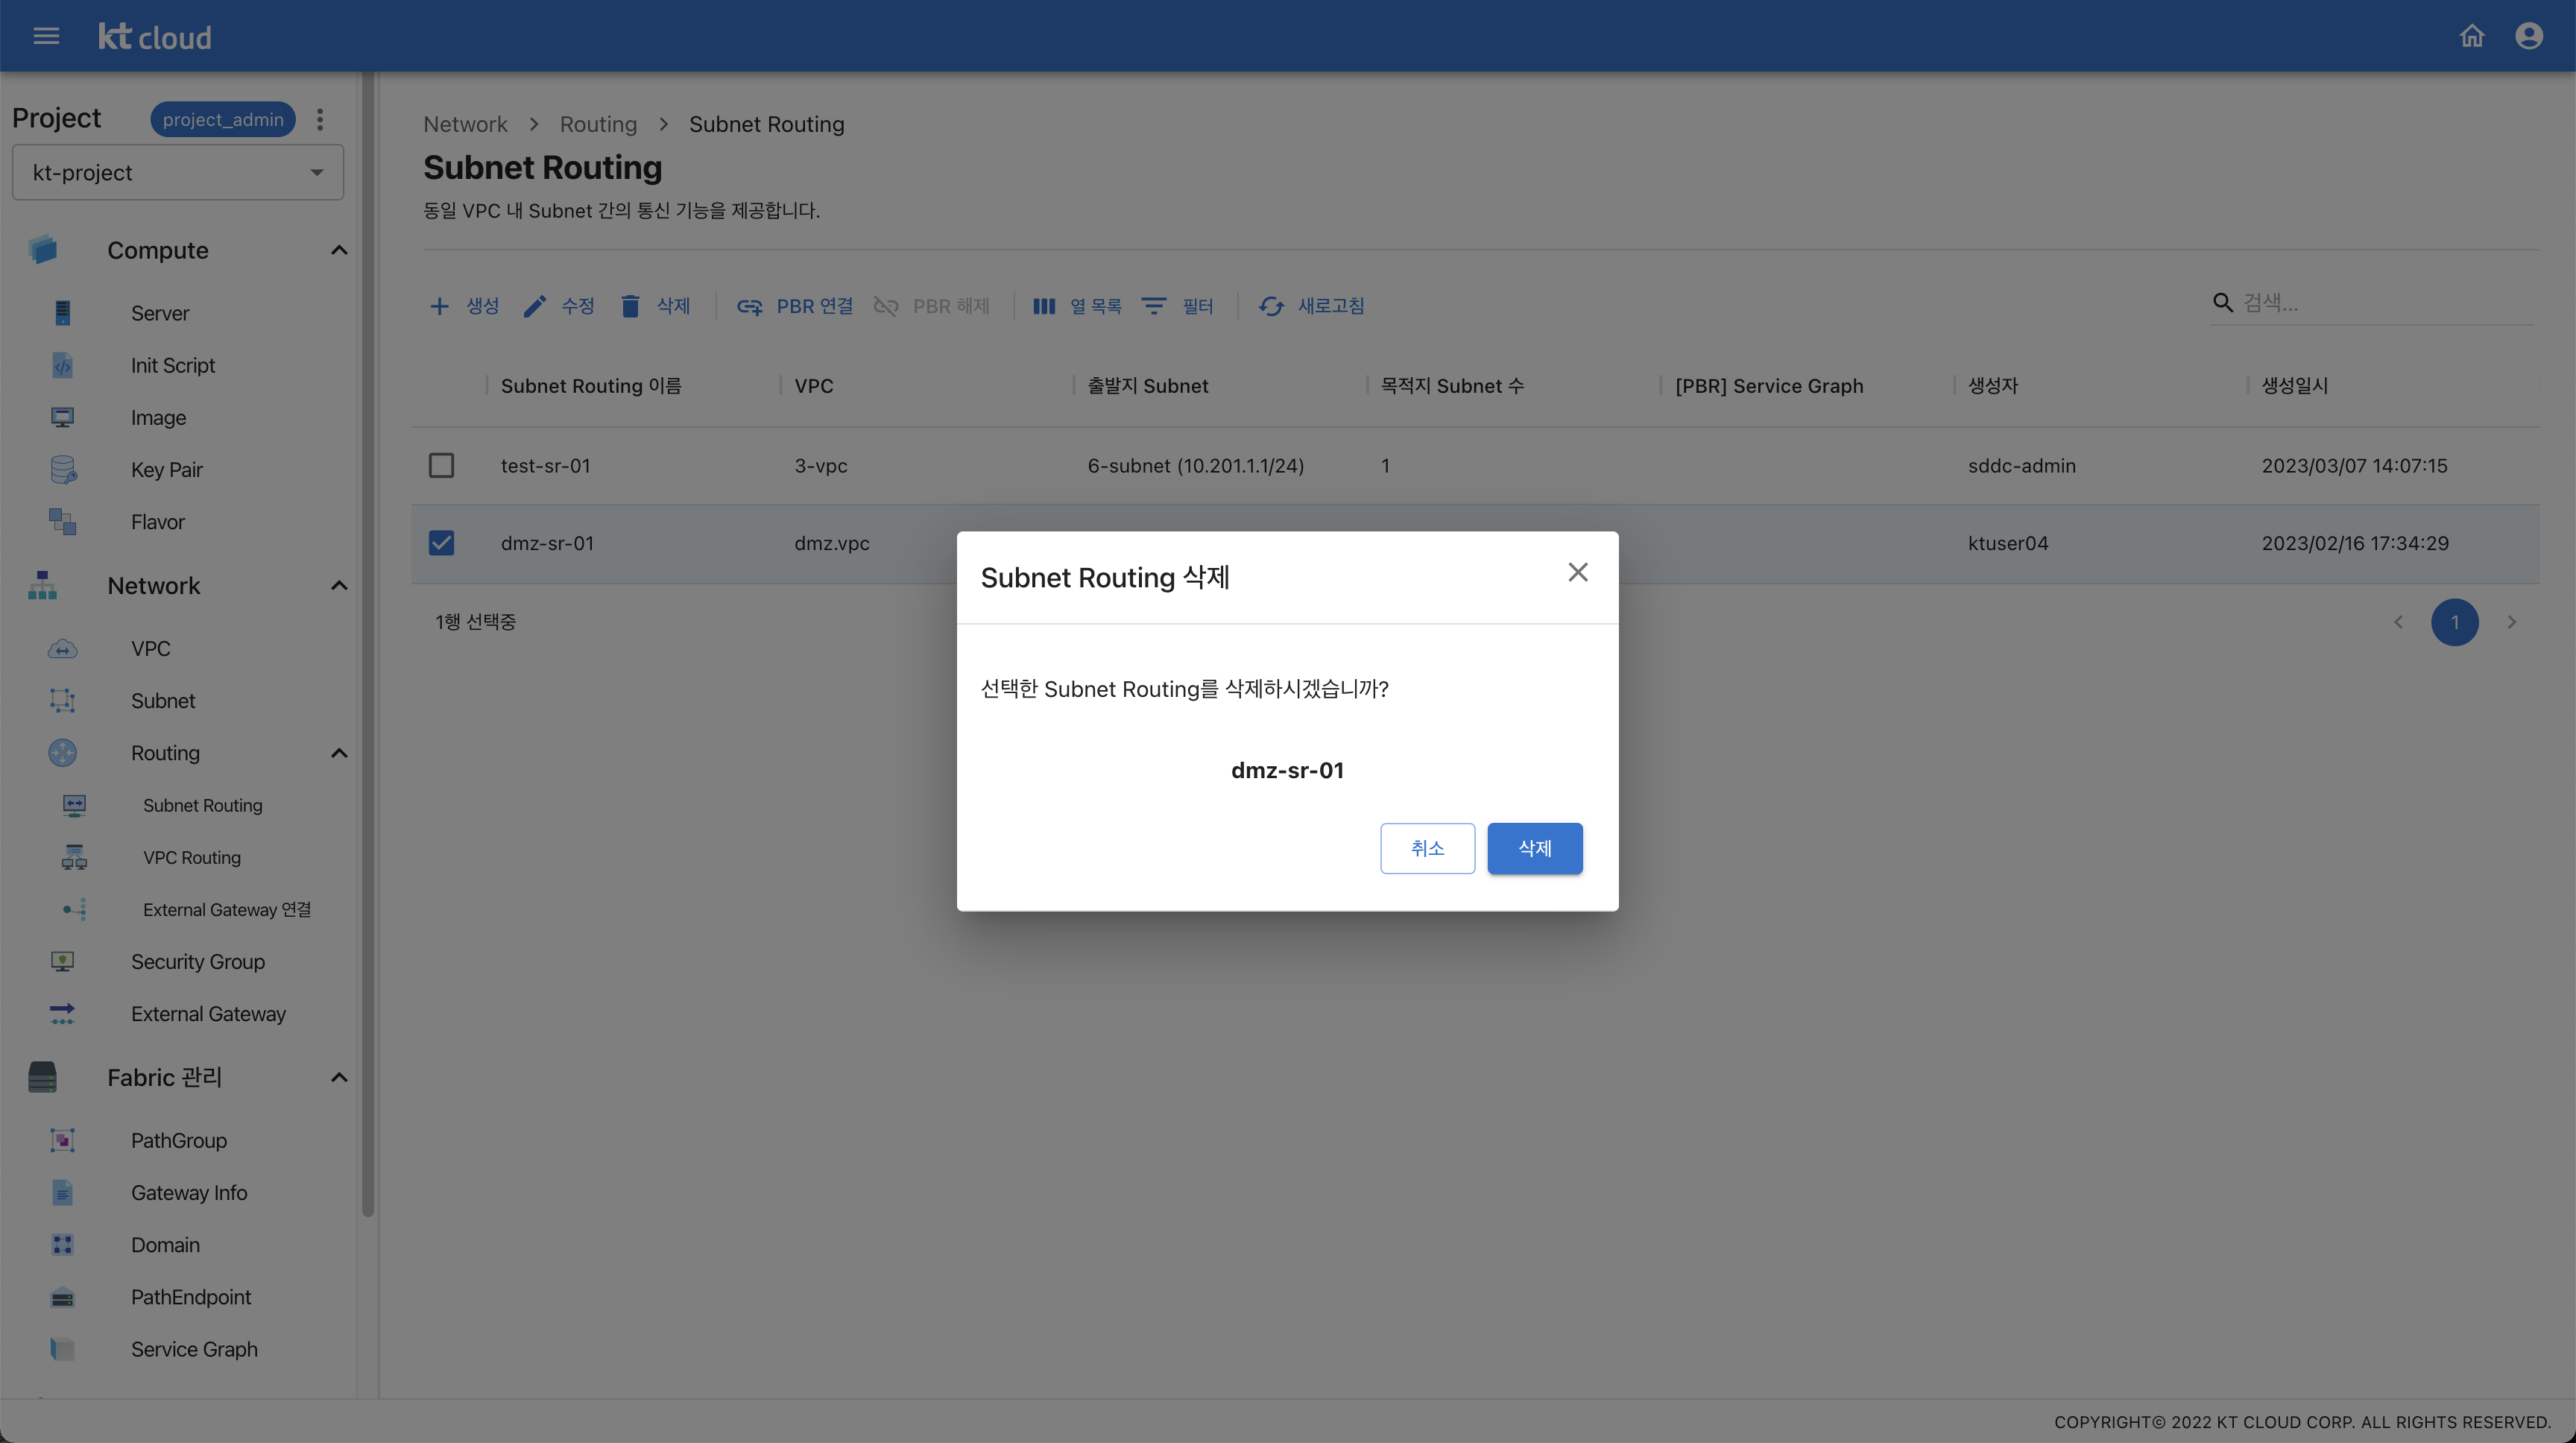 kt cloud
Project project_admin
kt-project
Compute
Server
Init Script
Image
Key Pair
Flavor
Network
VPC
Subnet
Routing
Subnet Routing
VPC Routing
External Gateway 연결
Security Group
External Gateway
Fabric 관리
PathGroup
Gateway Info
Domain
PathEndpoint
Service Graph
Network > Routing > Subnet Routing
Subnet Routing
동일 VPC 내 Subnet 간의 통신 기능을 제공합니다.
생성 수정 삭제 PBR 연결 PBR 해제 열 목록 필터 새로고침 검색...
Subnet Routing 이름 VPC 출발지 Subnet 목적지 Subnet 수 [PBR] Service Graph 생성자 생성일시
test-sr-01 3-vpc 6-subnet (10.201.1.1/24) 1 sddc-admin 2023/03/07 14:07:15
dmz-sr-01 dmz.vpc ktuser04 2023/02/16 17:34:29
1행 선택중 1
Subnet Routing 삭제
선택한 Subnet Routing를 삭제하시겠습니까?
dmz-sr-01
취소 삭제
COPYRIGHT© 2022 KT CLOUD CORP. ALL RIGHTS RESERVED.